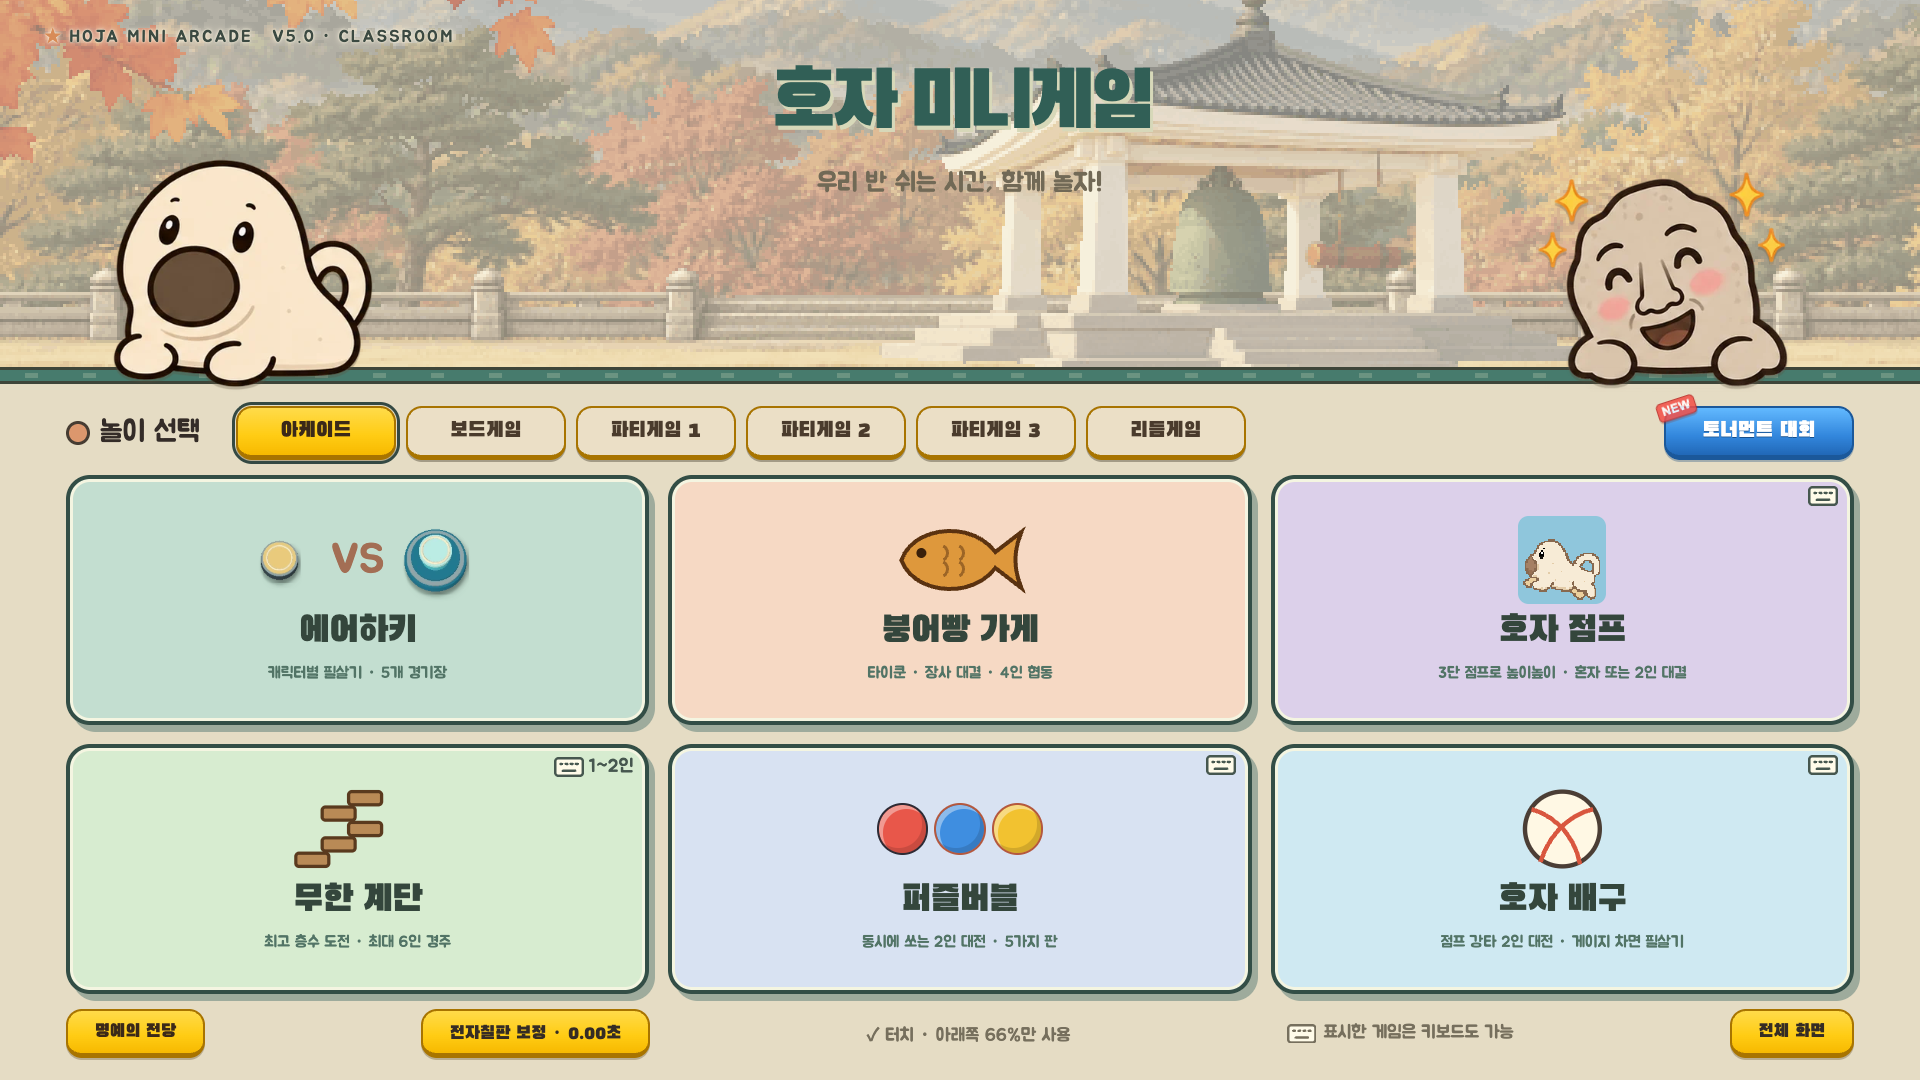 HOJA MINI ARCADE V5.0 · CLASSROOM
호자 미니게임
우리 반 쉬는 시간, 함께 놀자!
놀이 선택
아케이드
보드게임
파티게임 1
파티게임 2
파티게임 3
리듬게임
NEW
토너먼트 대회
VS
에어하키
캐릭터별 필살기 · 5개 경기장
붕어빵 가게
타이쿤 · 장사 대결 · 4인 협동
호자 점프
3단 점프로 높이높이 · 혼자 또는 2인 대결
1~2인
무한 계단
최고 층수 도전 · 최대 6인 경주
퍼즐버블
동시에 쏘는 2인 대전 · 5가지 판
호자 배구
점프 강타 2인 대전 · 게이지 차면 필살기
명예의 전당
전자칠판 보정 · 0.00초
✓ 터치 · 아래쪽 66%만 사용
표시한 게임은 키보드도 가능
전체 화면